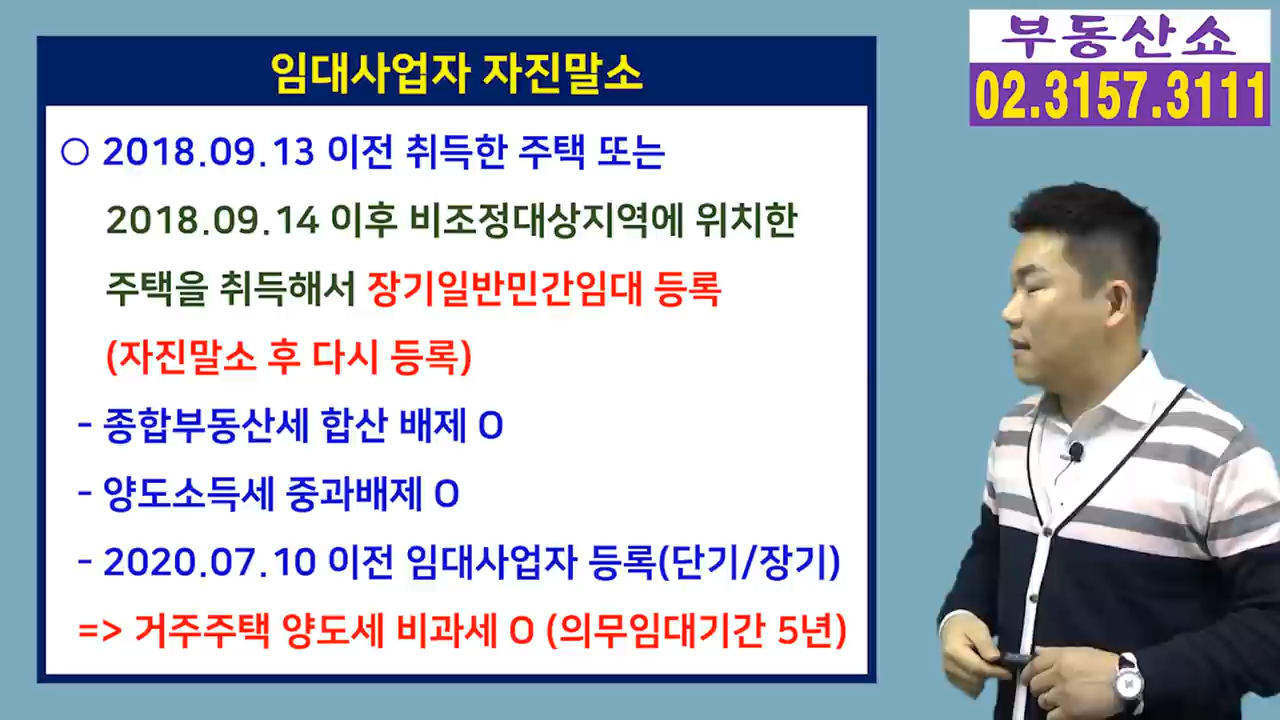 부동산쇼
02.3157.3111
임대사업자 자진말소
○ 2018.09.13 이전 취득한 주택 또는
2018.09.14 이후 비조정대상지역에 위치한
주택을 취득해서 장기일반민간임대 등록
(자진말소 후 다시 등록)
- 종합부동산세 합산 배제 O
- 양도소득세 중과배제 O
- 2020.07.10 이전 임대사업자 등록(단기/장기)
=> 거주주택 양도세 비과세 O (의무임대기간 5년)